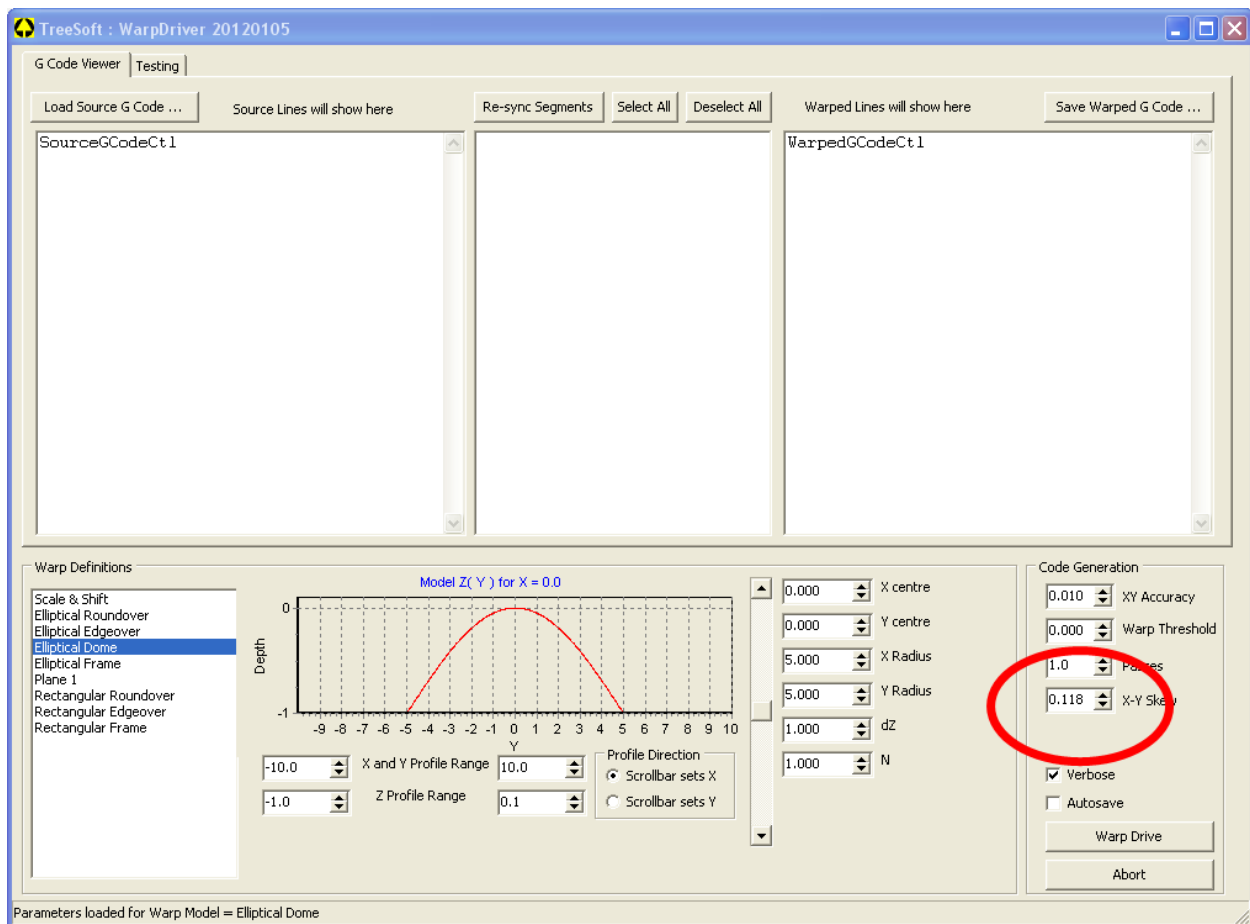 TreeSoft : WarpDriver 20120105
G Code Viewer
Testing
Load Source G Code ...
Source Lines will show here
Re-sync Segments
Select All
Deselect All
Warped Lines will show here
Save Warped G Code ...
SourceGCodeCtl
WarpedGCodeCtl
Warp Definitions
Scale & Shift
Elliptical Roundover
Elliptical Edgeover
Elliptical Dome
Elliptical Frame
Plane 1
Rectangular Roundover
Rectangular Edgeover
Rectangular Frame
Model Z( Y ) for X = 0.0
Depth
0
-1
-9 -8 -7 -6 -5 -4 -3 -2 -1 0 1 2 3 4 5 6 7 8 9 10
Y
-10.0 X and Y Profile Range 10.0
-1.0 Z Profile Range 0.1
Profile Direction
Scrollbar sets X
Scrollbar sets Y
0.000 X centre
0.000 Y centre
5.000 X Radius
5.000 Y Radius
1.000 dZ
1.000 N
Code Generation
0.010 XY Accuracy
0.000 Warp Threshold
1.0 Passes
0.118 X-Y Skew
Verbose
Autosave
Warp Drive
Abort
Parameters loaded for Warp Model = Elliptical Dome